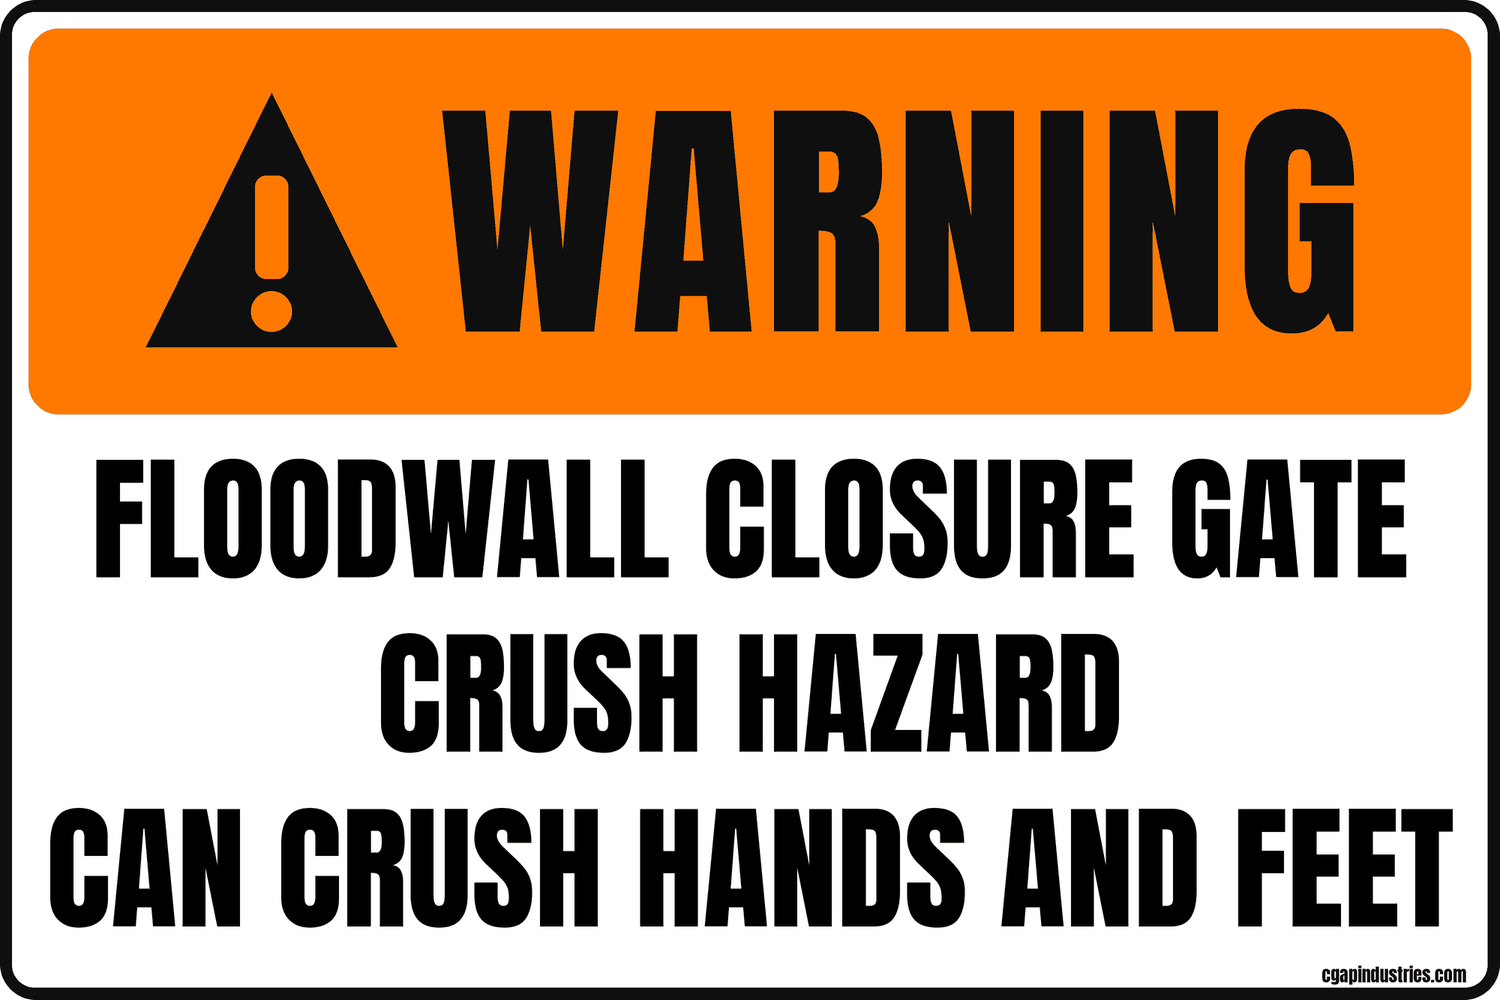 WARNING
FLOODWALL CLOSURE GATE
CRUSH HAZARD
CAN CRUSH HANDS AND FEET
cgapindustries.com